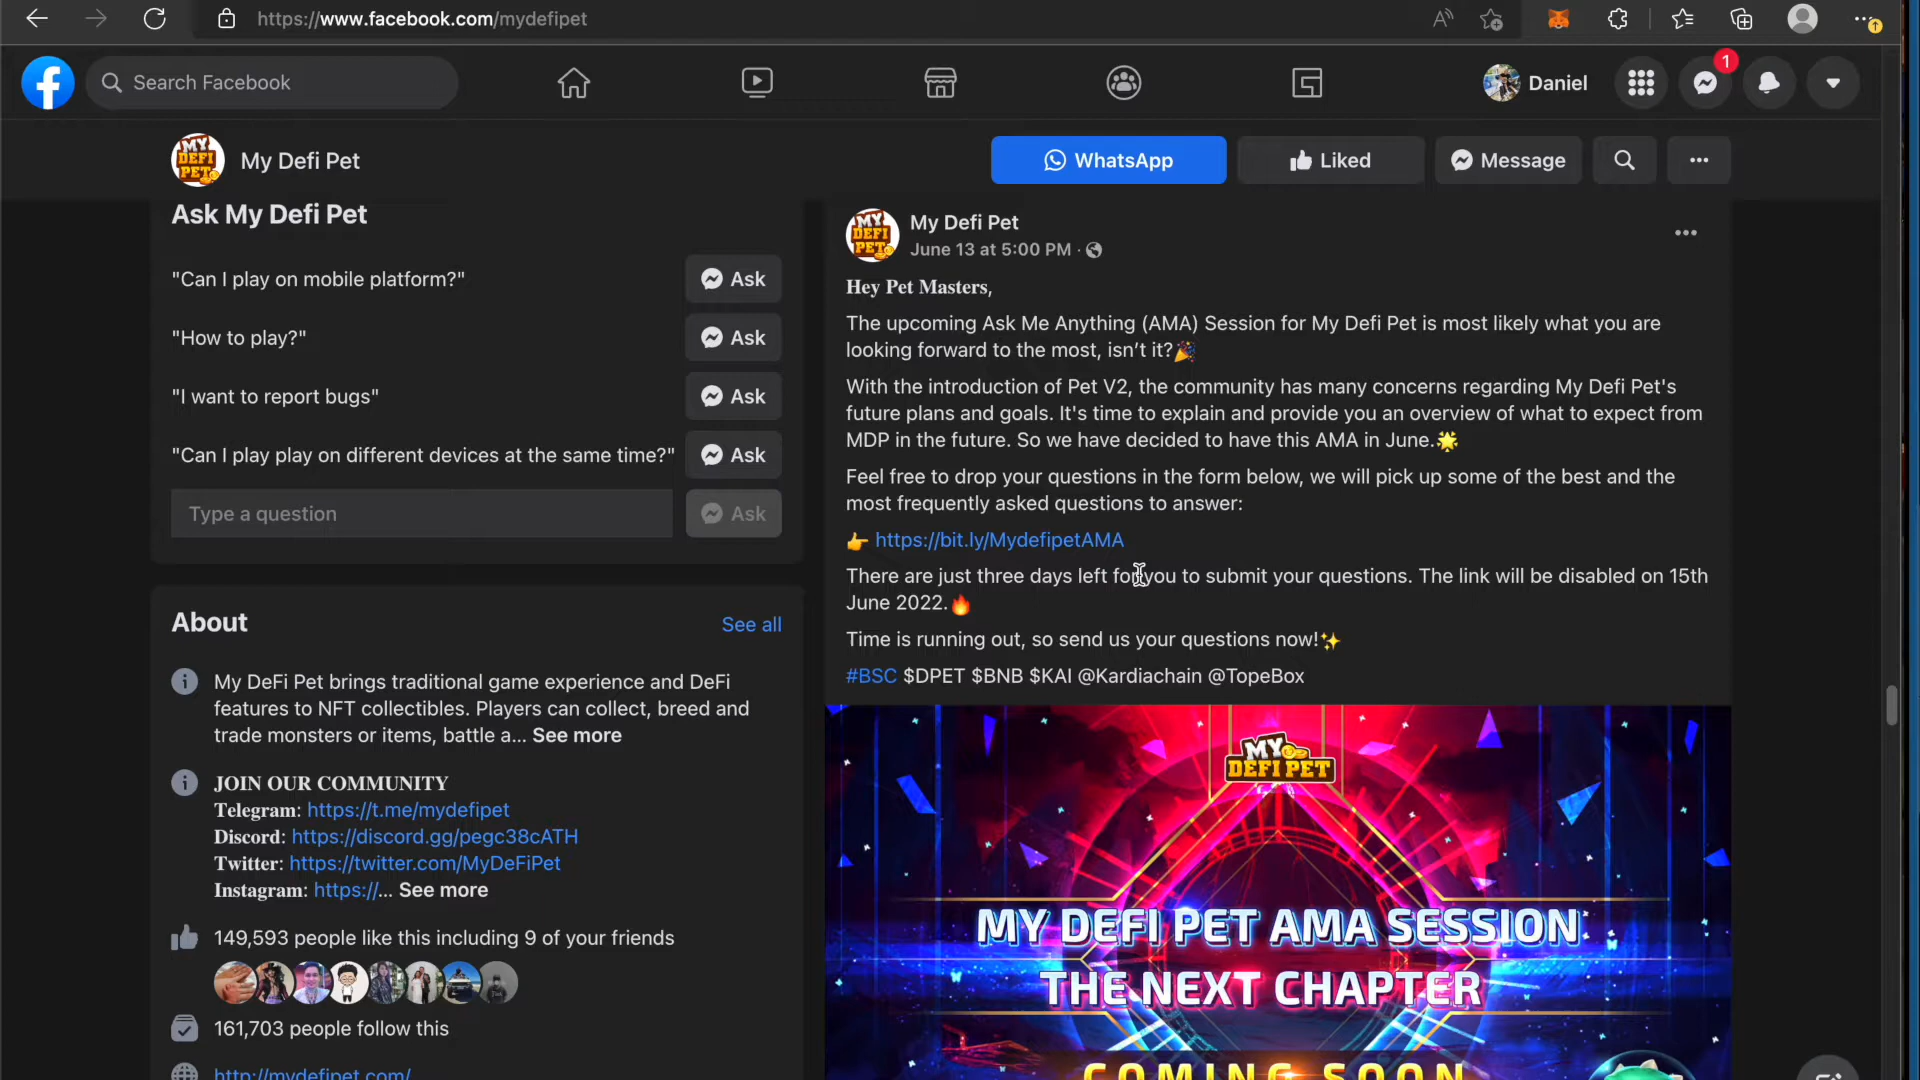 https://www.facebook.com/mydefipet
Search Facebook
Daniel
1
MY DEFI PET
My Defi Pet
WhatsApp
Liked
Message
Ask My Defi Pet
"Can I play on mobile platform?"
Ask
"How to play?"
Ask
"I want to report bugs"
Ask
"Can I play play on different devices at the same time?"
Ask
Type a question
Ask
About
See all
My DeFi Pet brings traditional game experience and DeFi
features to NFT collectibles. Players can collect, breed and
trade monsters or items, battle a... See more
JOIN OUR COMMUNITY
Telegram: https://t.me/mydefipet
Discord: https://discord.gg/pegc38cATH
Twitter: https://twitter.com/MyDeFiPet
Instagram: https://... See more
149,593 people like this including 9 of your friends
161,703 people follow this
http://mydefipet.com/
MY DEFI PET
My Defi Pet
June 13 at 5:00 PM ·
Hey Pet Masters,
The upcoming Ask Me Anything (AMA) Session for My Defi Pet is most likely what you are
looking forward to the most, isn't it?🎉
With the introduction of Pet V2, the community has many concerns regarding My Defi Pet's
future plans and goals. It's time to explain and provide you an overview of what to expect from
MDP in the future. So we have decided to have this AMA in June.🌟
Feel free to drop your questions in the form below, we will pick up some of the best and the
most frequently asked questions to answer:
👉 https://bit.ly/MydefipetAMA
There are just three days left for you to submit your questions. The link will be disabled on 15th
June 2022.🔥
Time is running out, so send us your questions now!✨
#BSC $DPET $BNB $KAI @Kardiachain @TopeBox
MY
DEFI PET
MY DEFI PET AMA SESSION
THE NEXT CHAPTER
COMING SOON